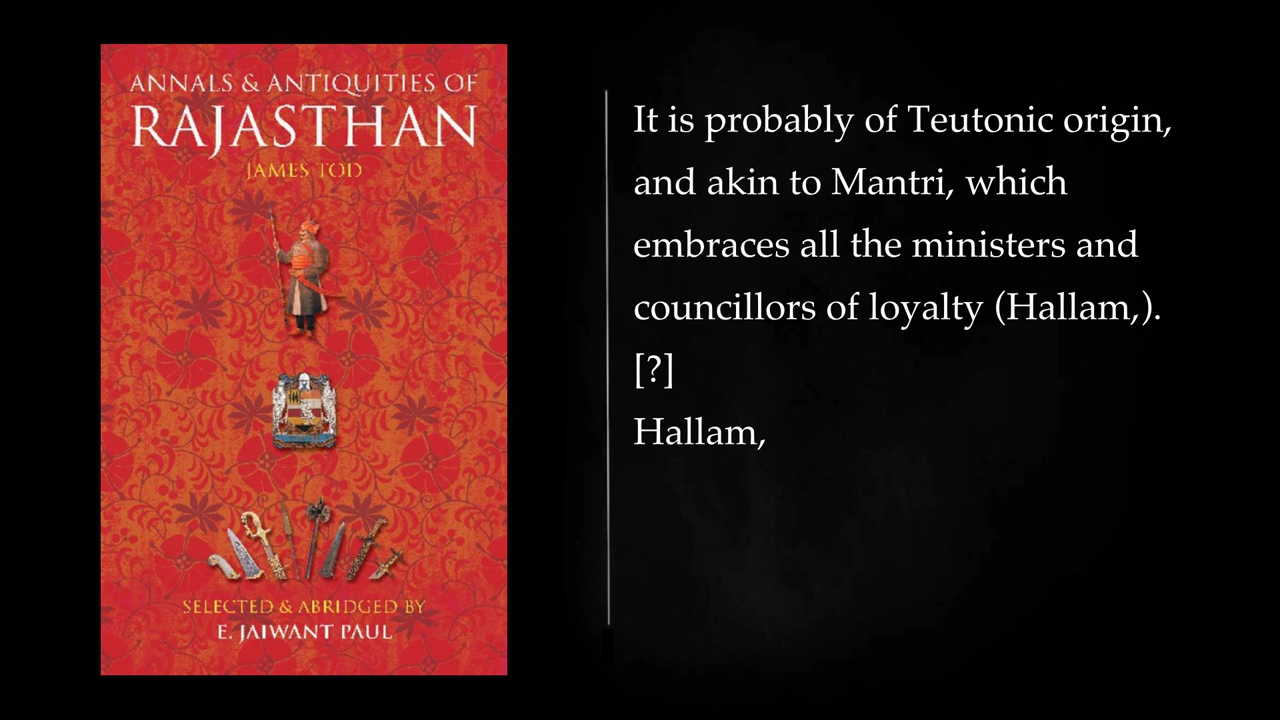 ANNALS & ANTIQUITIES OF
RAJASTHAN
JAMES TOD
SELECTED & ABRIDGED BY
E. JAIWANT PAUL
It is probably of Teutonic origin,
and akin to Mantri, which
embraces all the ministers and
councillors of loyalty (Hallam,).
[?]
Hallam,